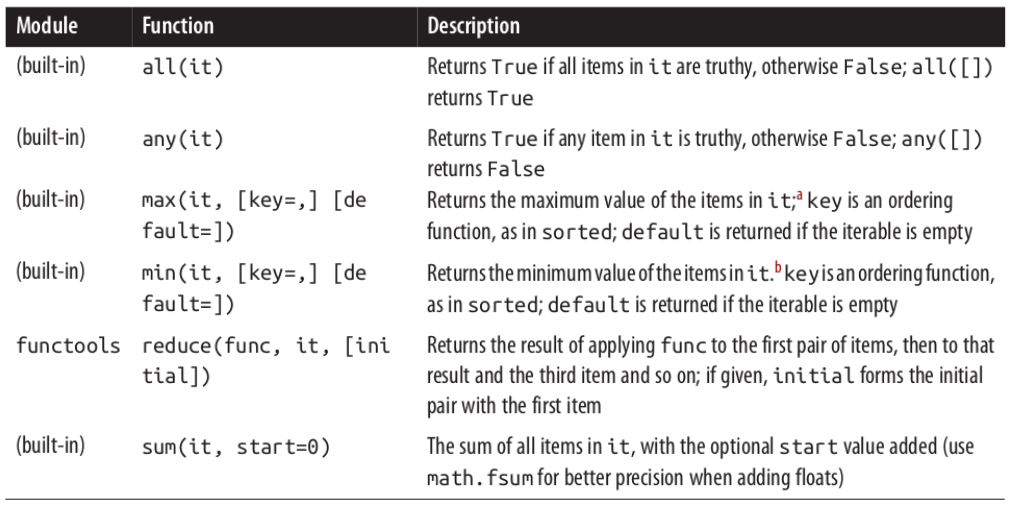 Module Function Description
(built-in) all(it) Returns True if all items in it are truthy, otherwise False; all([])
returns True
(built-in) any(it) Returns True if any item in it is truthy, otherwise False; any([])
returns False
(built-in) max(it, [key=,] [de Returns the maximum value of the items in it;a key is an ordering
fault=]) function, as in sorted; default is returned if the iterable is empty
(built-in) min(it, [key=,] [de Returns the minimum value of the items in it.b key is an ordering function,
fault=]) as in sorted; default is returned if the iterable is empty
functools reduce(func, it, [ini Returns the result of applying func to the first pair of items, then to that
tial]) result and the third item and so on; if given, initial forms the initial
pair with the first item
(built-in) sum(it, start=0) The sum of all items in it, with the optional start value added (use
math.fsum for better precision when adding floats)